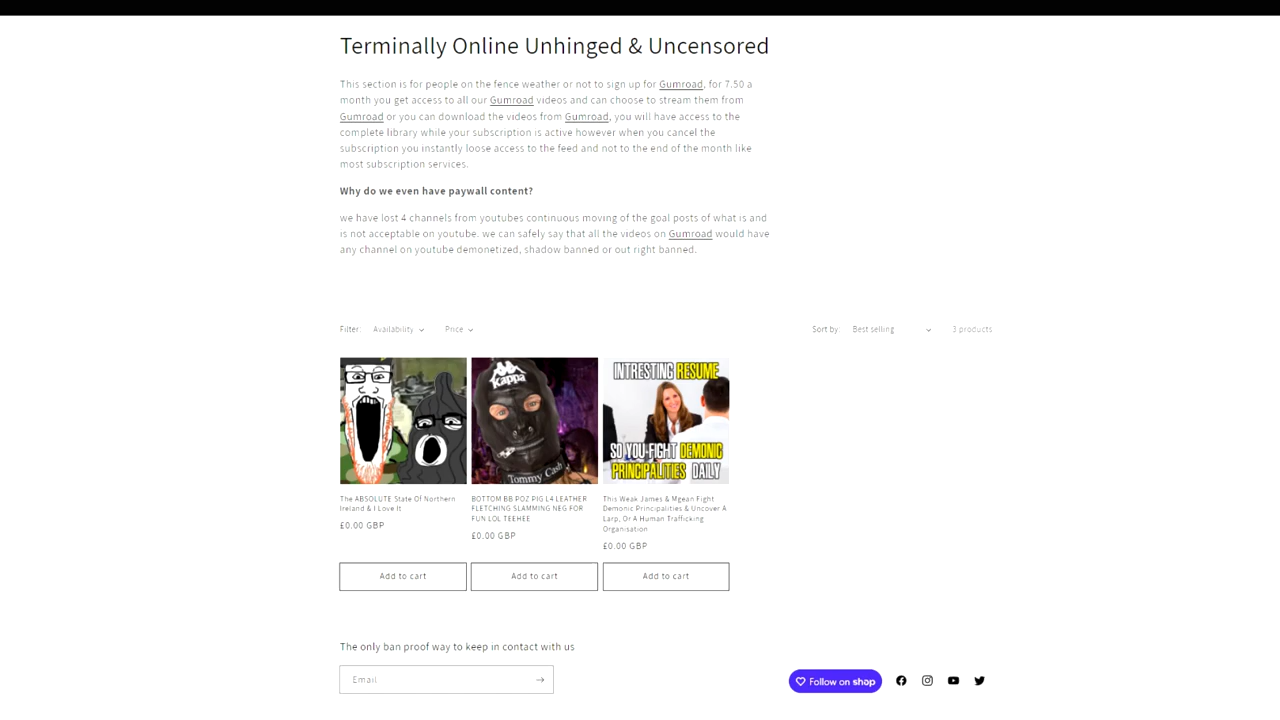 Terminally Online Unhinged & Uncensored
This section is for people on the fence weather or not to sign up for Gumroad, for 7.50 a
month you get access to all our Gumroad videos and can choose to stream them from
Gumroad or you can download the videos from Gumroad, you will have access to the
complete library while your subscription is active however when you cancel the
subscription you instantly loose access to the feed and not to the end of the month like
most subscription services.
Why do we even have paywall content?
we have lost 4 channels from youtubes continuous moving of the goal posts of what is and
is not acceptable on youtube. we can safely say that all the videos on Gumroad would have
any channel on youtube demonetized, shadow banned or out right banned.
Filter: Availability Price Sort by: Best selling 3 products
kappa
Tommy Cash
INTRESTING RESUME
SO YOU FIGHT DEMONIC
PRINCIPALITIES DAILY
The ABSOLUTE State Of Northern
Ireland & I Love It
£0.00 GBP
BOTTOM BB POZ PIG L4 LEATHER
FLETCHING SLAMMING NEG FOR
FUN LOL TEEHEE
£0.00 GBP
This Weak James & Mgean Fight
Demonic Principalities & Uncover A
Larp, Or A Human Trafficking
Organisation
£0.00 GBP
Add to cart Add to cart Add to cart
The only ban proof way to keep in contact with us
Email
Follow on shop